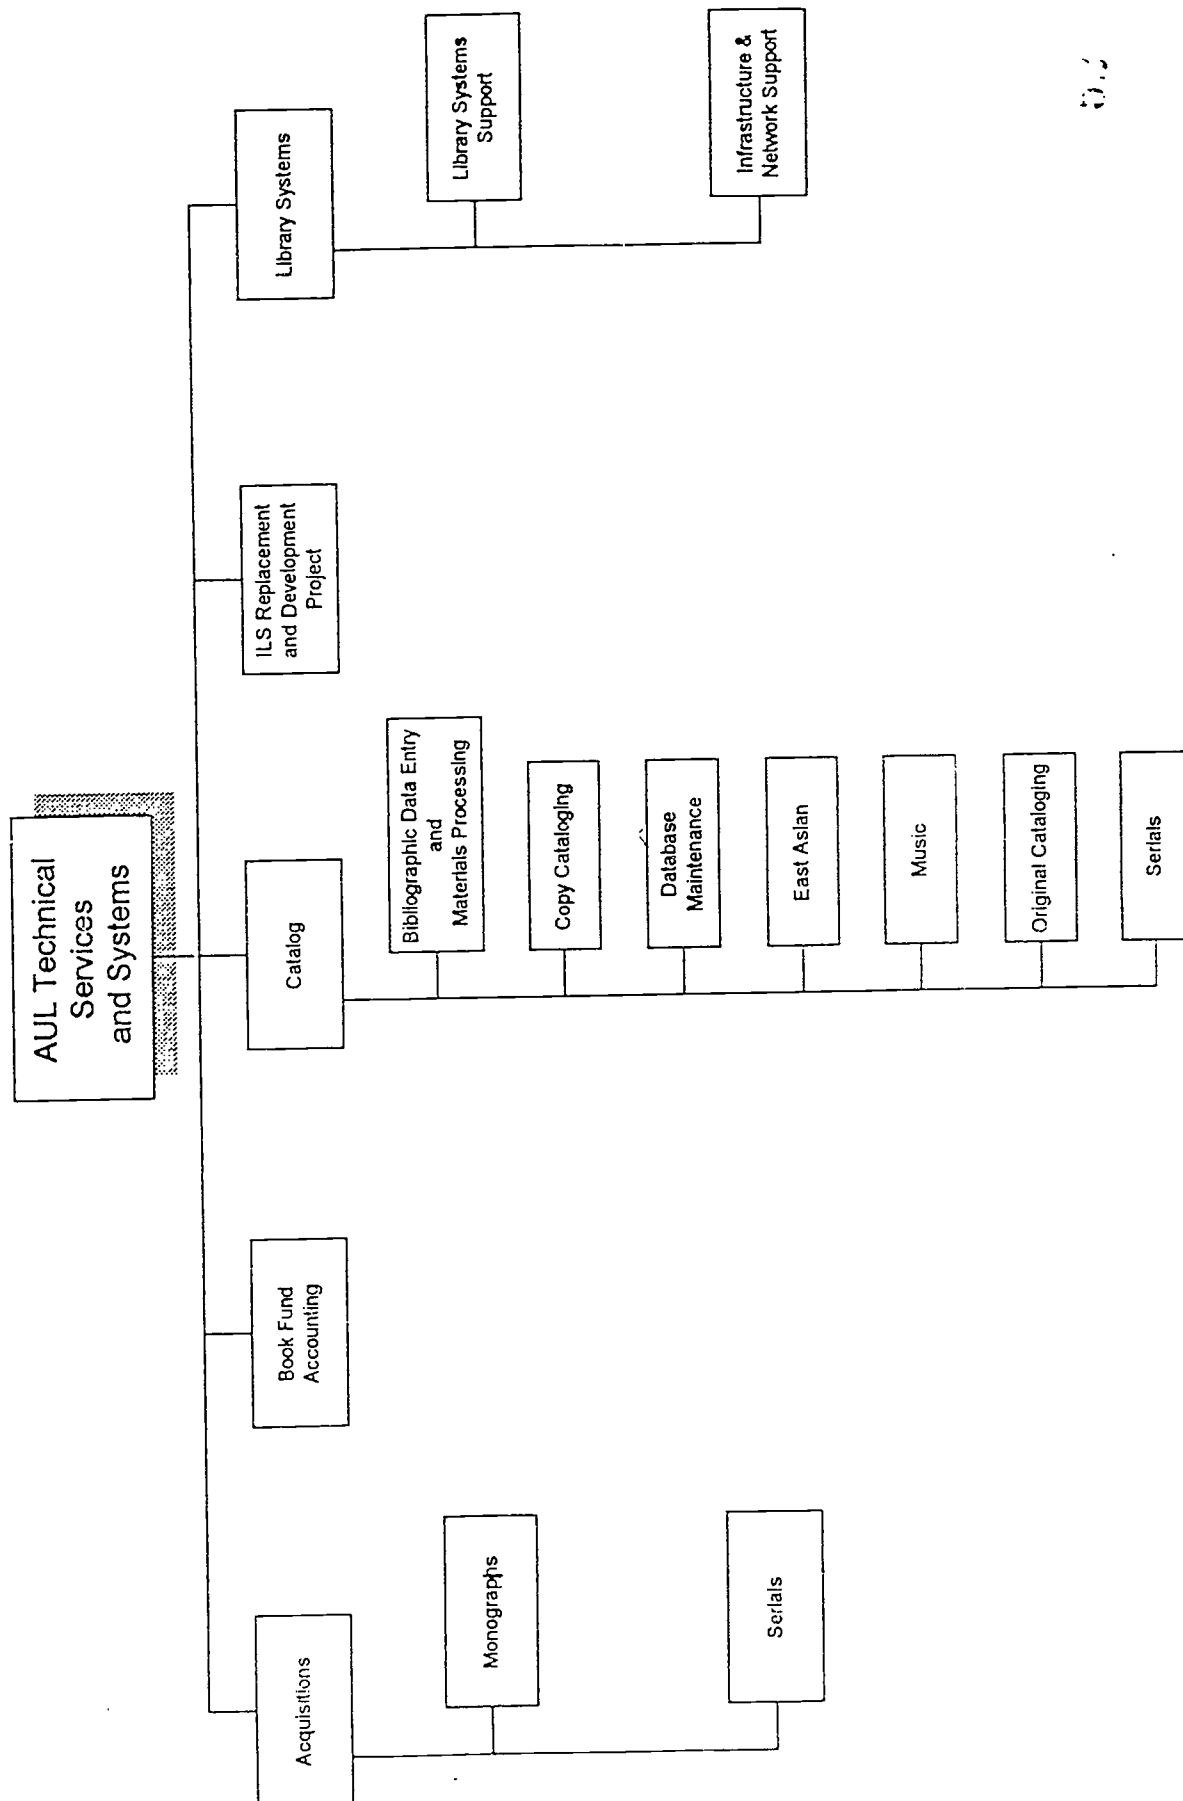 AUL Technical
Services
and Systems
Acquisitions
Book Fund
Accounting
Catalog
ILS Replacement
and Development
Project
Library Systems
Monographs
Serials
Bibliographic Data Entry
and
Materials Processing
Copy Cataloging
Database
Maintenance
East Asian
Music
Original Cataloging
Serials
Library Systems
Support
Infrastructure &
Network Support